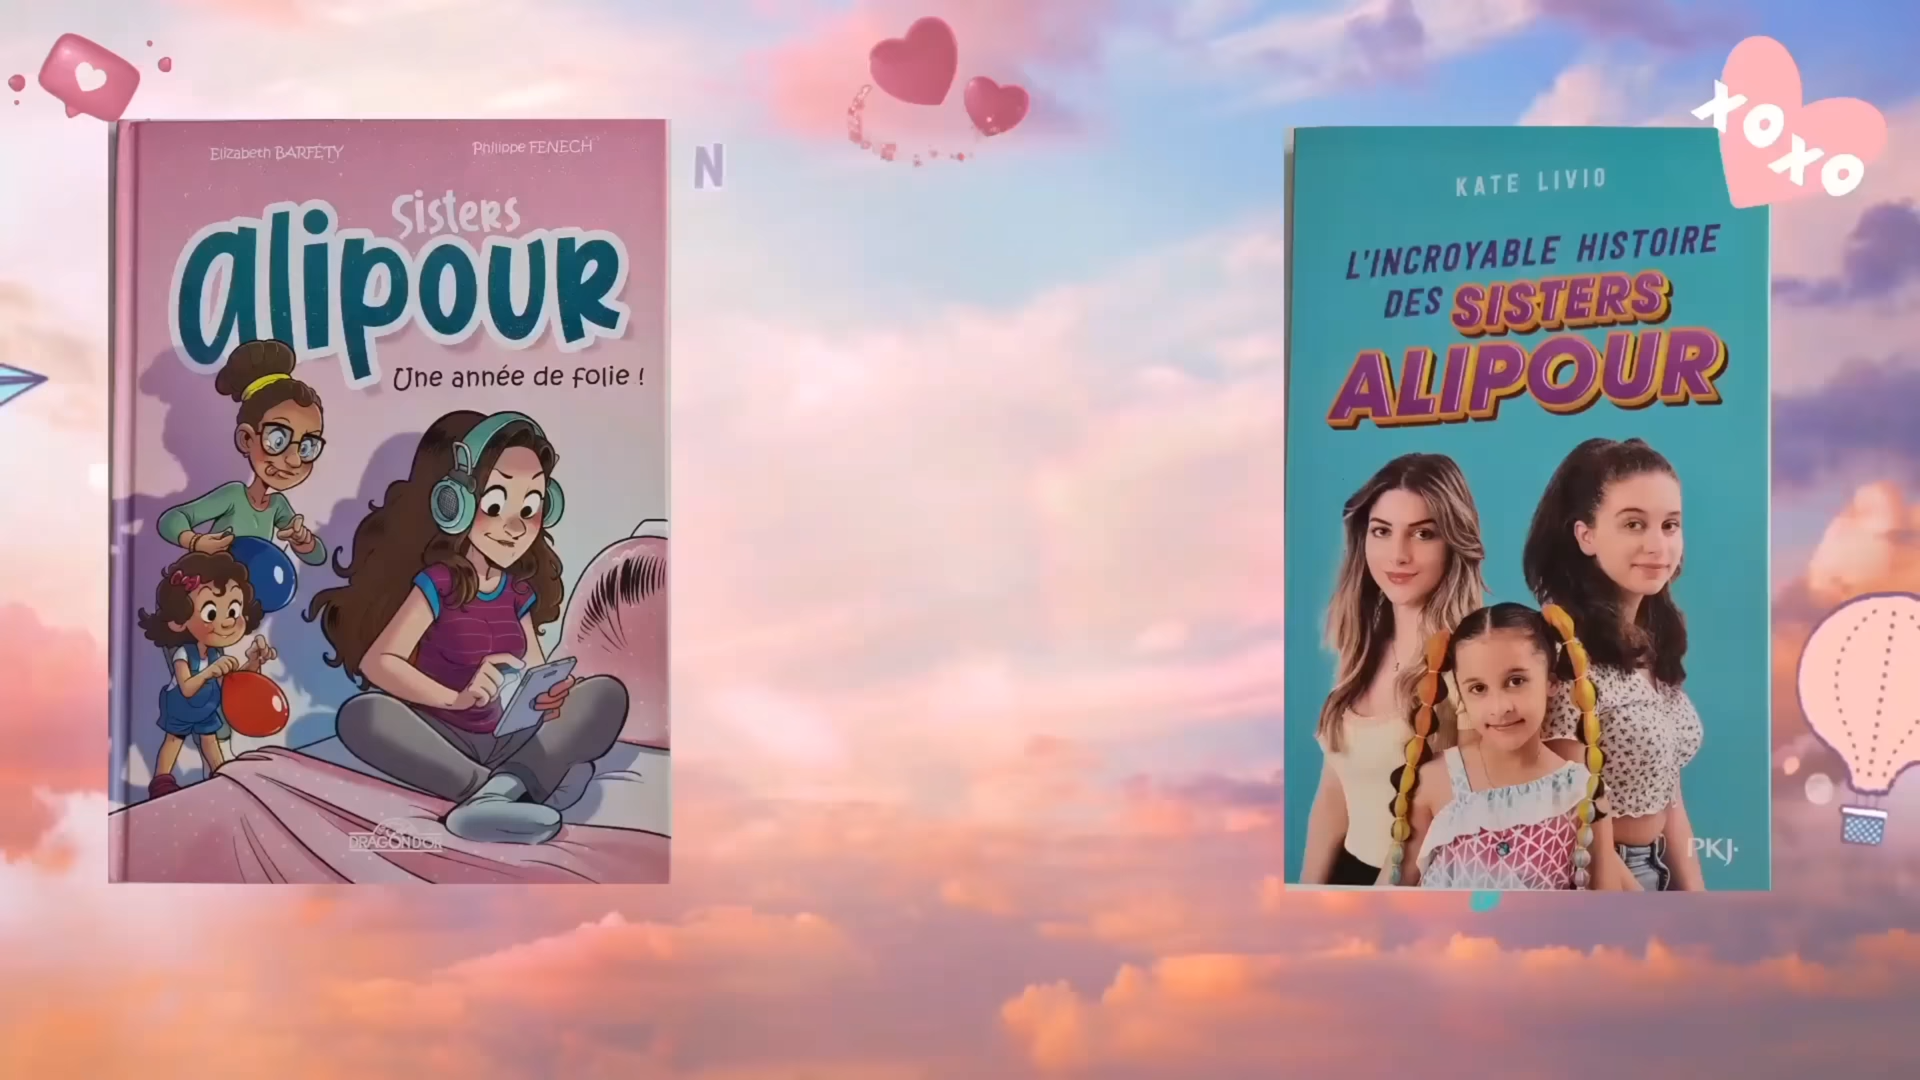 Elizabeth BARFÉTY
Philippe FENECH
Sisters
alipour
Une année de folie !
DRAGON D'OR
N
KATE LIVIO
L'INCROYABLE HISTOIRE
DES SISTERS
ALIPOUR
PKJ.
XOXO